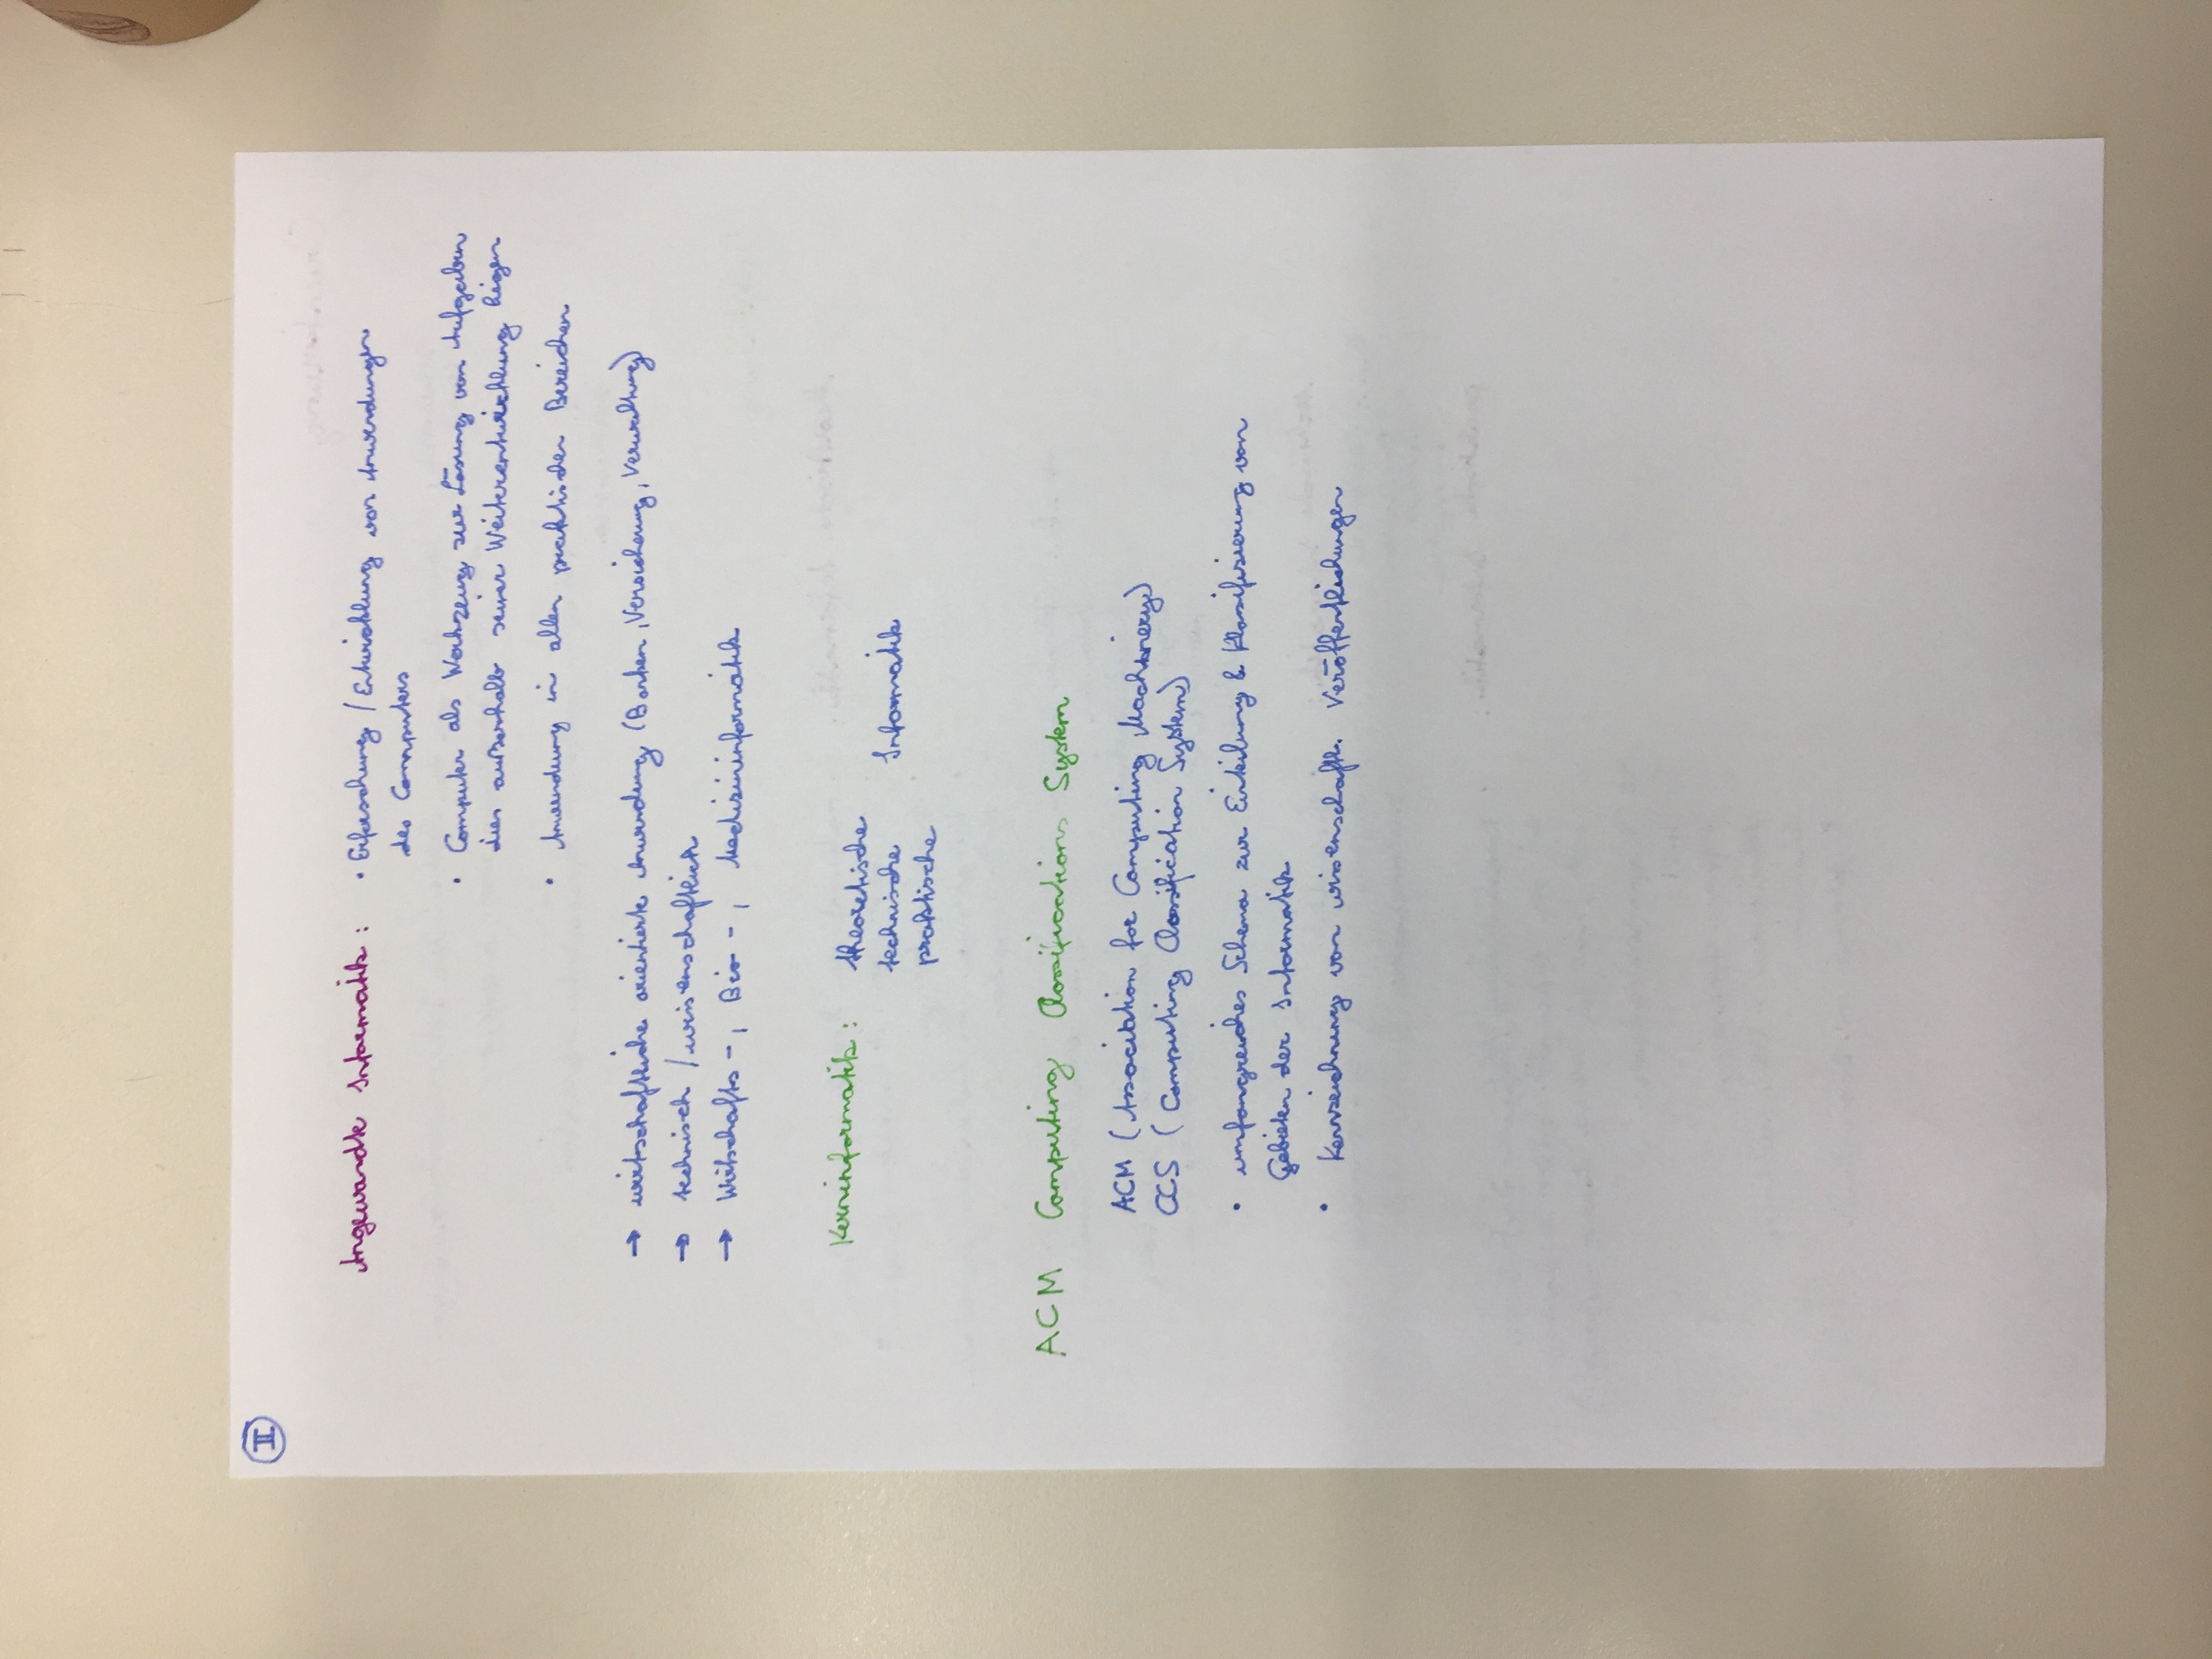 II
Angewandte Informatik: • Erforschung / Entwicklung von Anwendungen
des Computers
• Computer als Werkzeug zur Lösung von Aufgaben
die außerhalb seiner Weiterentwicklung liegen
• Anwendung in allen praktischen Bereichen
→ wirtschaftliche orientierte Anwendung (Banken, Versicherung, Verwaltung)
→ technisch / wissenschaftlich
→ Wirtschafts-, Bio-, Medizininformatik
Kerninformatik: theoretische
technische Informatik
praktische
ACM Computing Classifications System
ACM (Association for Computing Machinery)
CCS (Computing Classification System)
• umfangreiches Schema zur Einteilung & Klassifizierung von
Gebieten der Informatik
• Kennzeichnung von wissenschaftl. Veröffentlichungen